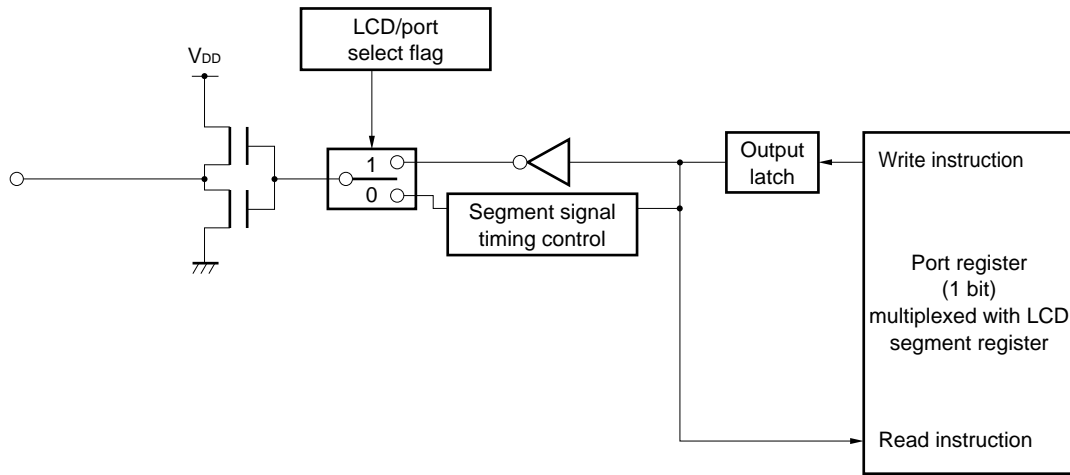 LCD/port
select flag
VDD
1
0
Output
latch
Write instruction
Segment signal
timing control
Port register
(1 bit)
multiplexed with LCD
segment register
Read instruction